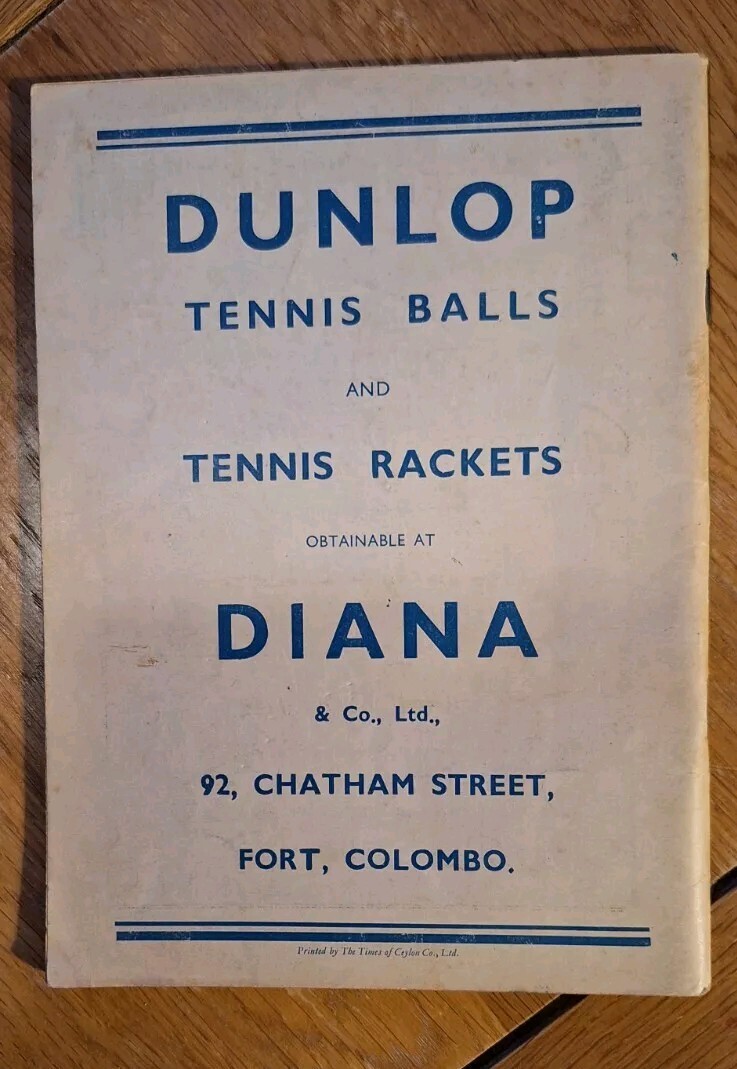 DUNLOP
TENNIS BALLS
AND
TENNIS RACKETS
OBTAINABLE AT
DIANA
& Co., Ltd.,
92, CHATHAM STREET,
FORT, COLOMBO.
Printed by The Times of Ceylon Co., Ltd.